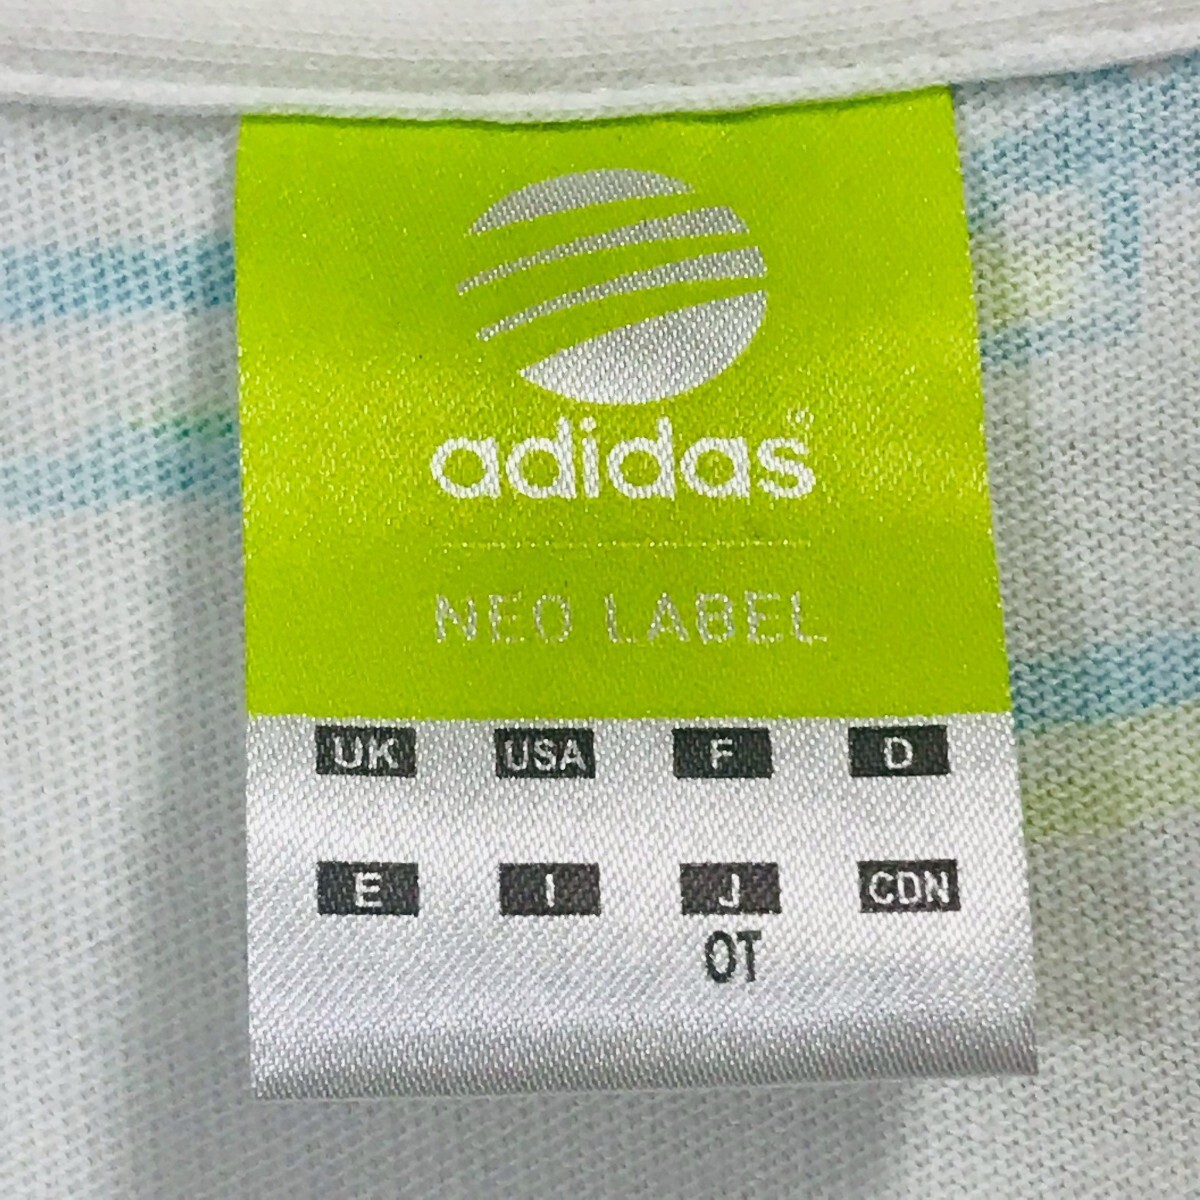 adidas®
NEO LABEL
UK USA F D
E I J CDN
OT